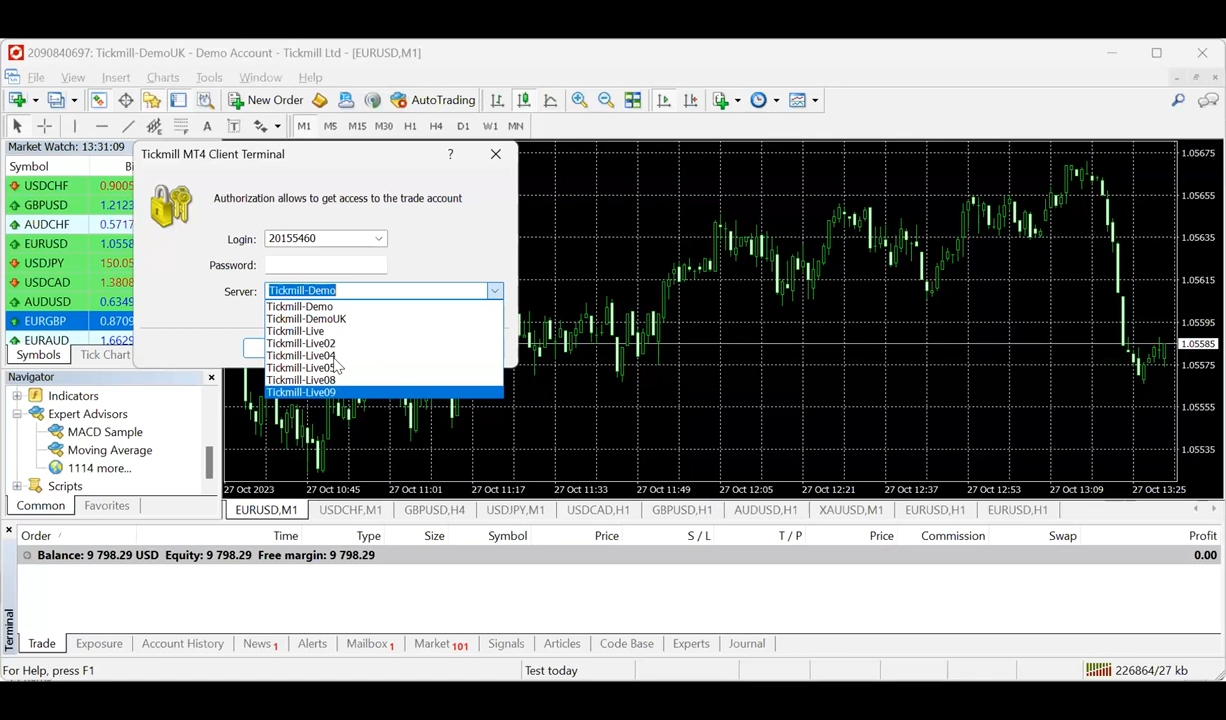 2090840697: Tickmill-DemoUK - Demo Account - Tickmill Ltd - [EURUSD,M1]
File View Insert Charts Tools Window Help
New Order AutoTrading
A T M1 M5 M15 M30 H1 H4 D1 W1 MN
Market Watch: 13:31:09
Symbol Bi
USDCHF 0.9005
GBPUSD 1.2123
AUDCHF 0.5717
EURUSD 1.0558
USDJPY 150.05
USDCAD 1.3808
AUDUSD 0.6349
EURGBP 0.8709
EURAUD 1.6629
Symbols Tick Chart
Tickmill MT4 Client Terminal ?
Authorization allows to get access to the trade account
Login: 20155460
Password:
Server: Tickmill-Demo
Tickmill-Demo
Tickmill-DemoUK
Tickmill-Live
Tickmill-Live02
Tickmill-Live04
Tickmill-Live05
Tickmill-Live08
Tickmill-Live09
1.05675
1.05655
1.05635
1.05615
1.05585
1.05575
1.05555
1.05535
27 Oct 2023 27 Oct 10:45 27 Oct 11:01 27 Oct 11:17 27 Oct 11:33 27 Oct 11:49 27 Oct 12:05 27 Oct 12:21 27 Oct 12:37 27 Oct 12:53 27 Oct 13:09 27 Oct 13:25
Navigator
Indicators
Expert Advisors
MACD Sample
Moving Average
1114 more...
Scripts
Common Favorites
EURUSD,M1 USDCHF,M1 GBPUSD,H4 USDJPY,M1 USDCAD,H1 GBPUSD,H1 AUDUSD,H1 XAUUSD,M1 EURUSD,H1 EURUSD,H1
Order Time Type Size Symbol Price S / L T / P Price Commission Swap Profit
Balance: 9 798.29 USD Equity: 9 798.29 Free margin: 9 798.29 0.00
Terminal
Trade Exposure Account History News 1 Alerts Mailbox 1 Market 101 Signals Articles Code Base Experts Journal
For Help, press F1 Test today 226864/27 kb